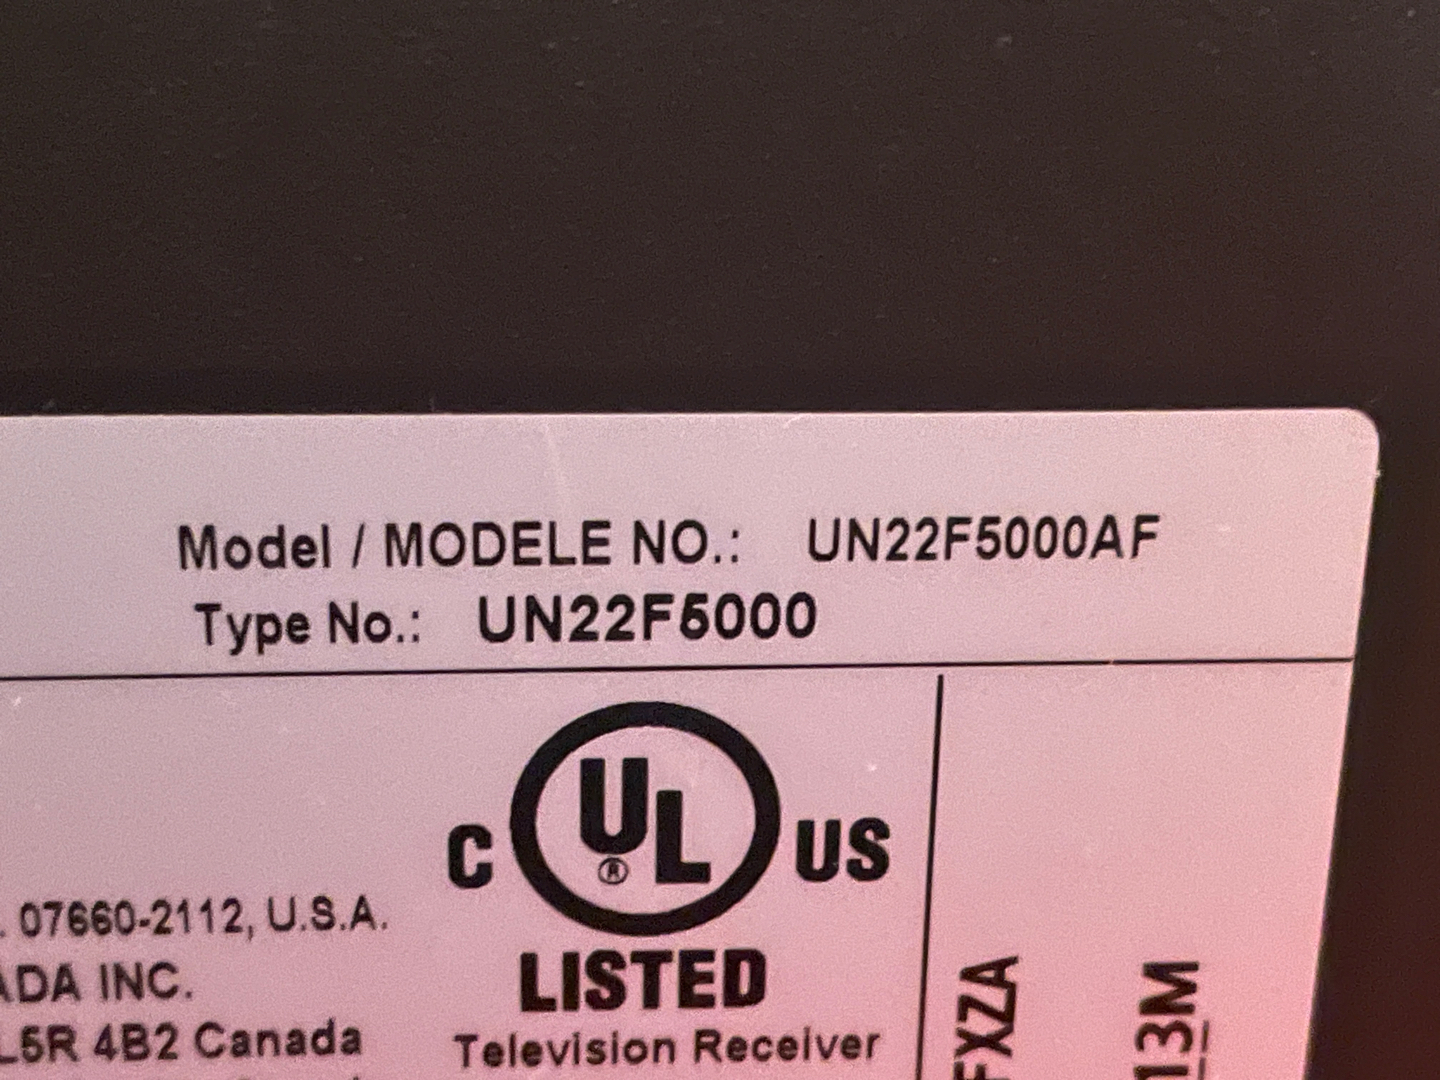 Model / MODELE NO.: UN22F5000AF
Type No.: UN22F5000
C UL® US
LISTED
Television Receiver
. 07660-2112, U.S.A.
ADA INC.
L5R 4B2 Canada
FXZA
13M